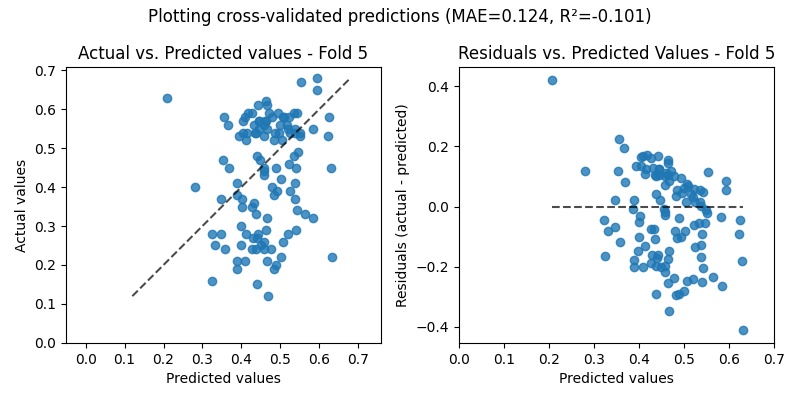 Plotting cross-validated predictions (MAE=0.124, R²=-0.101)
Actual vs. Predicted values - Fold 5
Actual values
0.7
0.6
0.5
0.4
0.3
0.2
0.1
0.0
0.0 0.1 0.2 0.3 0.4 0.5 0.6 0.7
Predicted values
Residuals vs. Predicted Values - Fold 5
Residuals (actual - predicted)
0.4
0.2
0.0
−0.2
−0.4
0.0 0.1 0.2 0.3 0.4 0.5 0.6 0.7
Predicted values